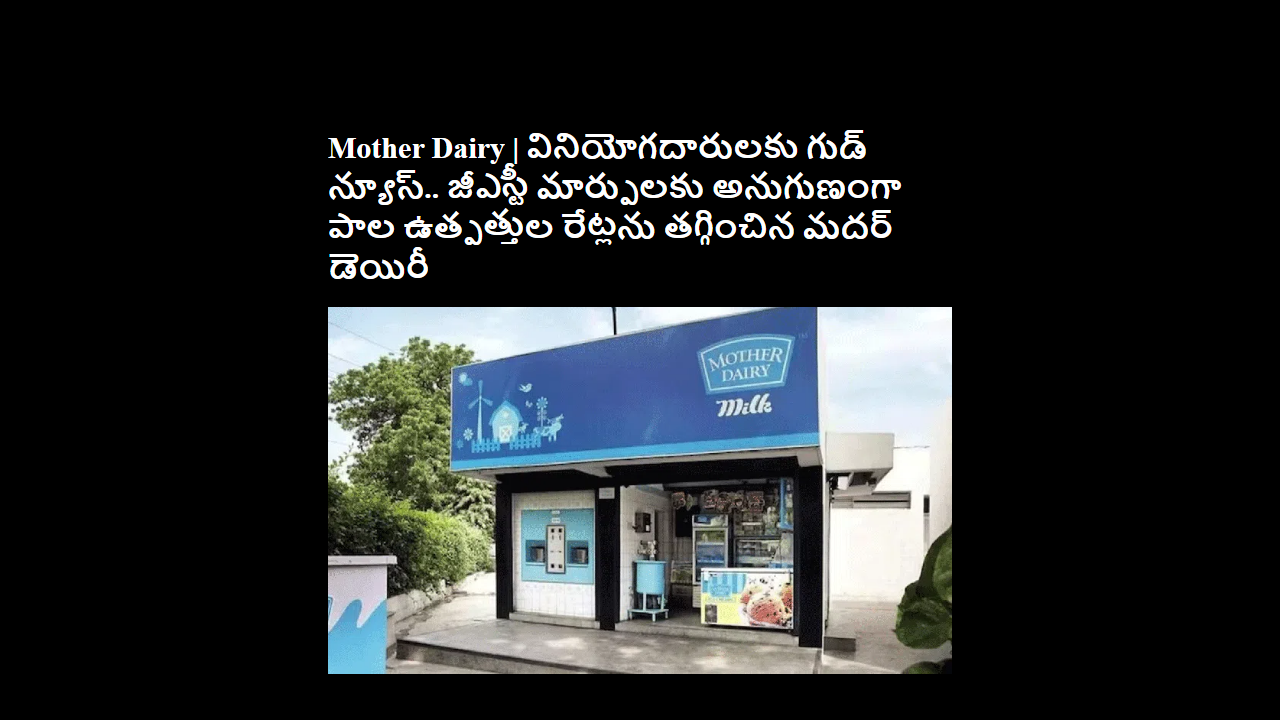 Mother Dairy | వినియోగదారులకు గుడ్
న్యూస్.. జీఎస్టీ మార్పులకు అనుగుణంగా
పాల ఉత్పత్తుల రేట్లను తగ్గించిన మదర్
డెయిరీ
MOTHER
DAIRY
Milk